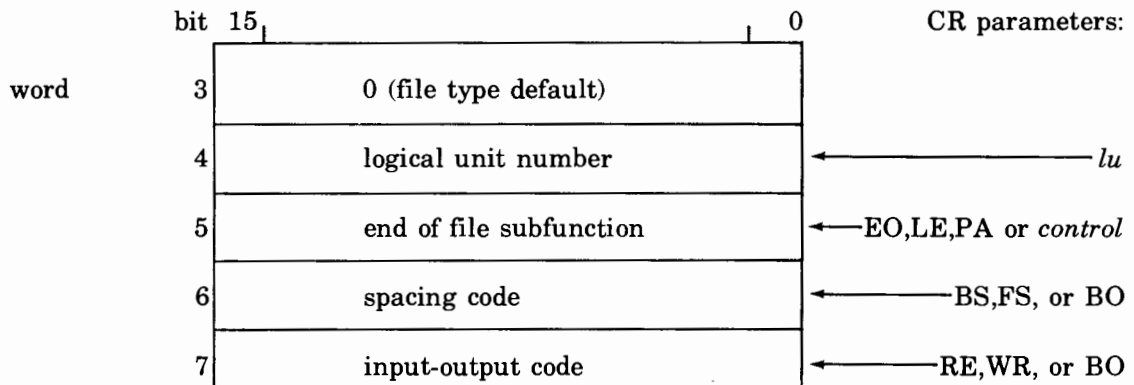 bit 15 0 CR parameters:
word 3 0 (file type default)
4 logical unit number lu
5 end of file subfunction EO,LE,PA or control
6 spacing code BS,FS, or BO
7 input-output code RE,WR, or BO